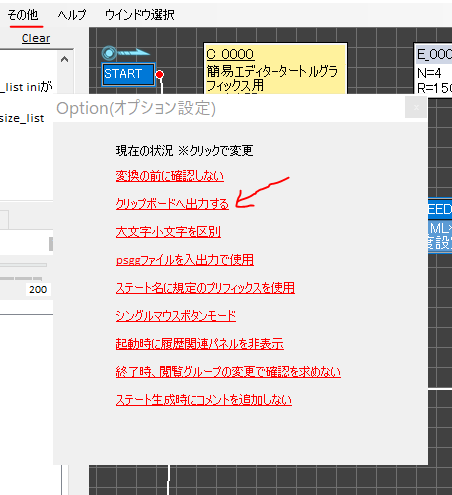 その他 ヘルプ ウインドウ選択
Clear
_list iniが
size_list
200
START
C_0000
簡易エディタータートルグラ
フィックス用
E_000
N=4
Option(オプション設定)
現在の状況 ※クリックで変更
変換の前に確認しない
クリップボードへ出力する
大文字小文字を区別
psggファイルを入出力で使用
ステート名に規定のプリフィックスを使用
シングルマウスボタンモード
起動時に履歴関連パネルを非表示
終了時、閲覧グループの変更で確認を求めない
ステート生成時にコメントを追加しない
EED